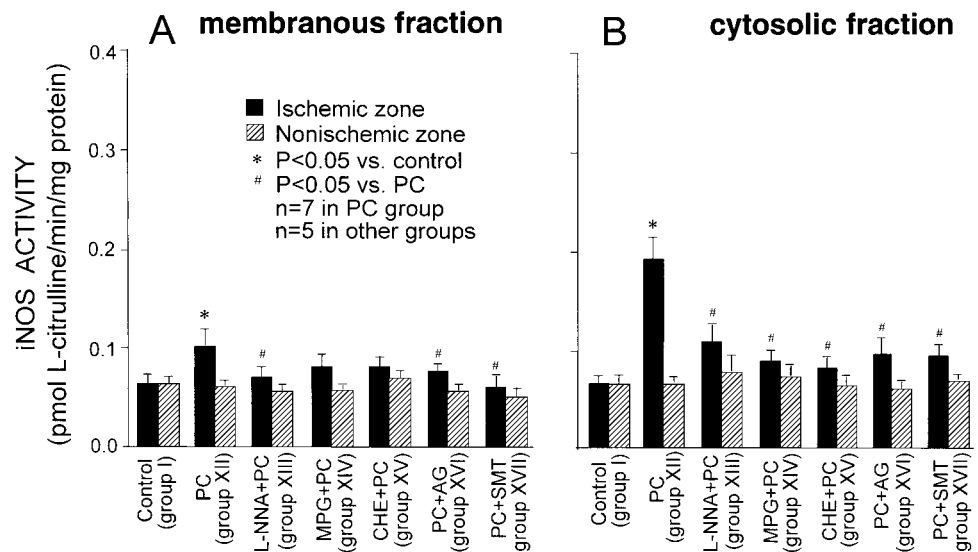 A membranous fraction
B cytosolic fraction
iNOS ACTIVITY
(pmol L-citrulline/min/mg protein)
0.4
0.3
0.2
0.1
0.0
Ischemic zone
Nonischemic zone
* P<0.05 vs. control
# P<0.05 vs. PC
n=7 in PC group
n=5 in other groups
*
#
#
#
*
#
#
#
#
#
Control
(group I)
PC
(group XII)
L-NNA+PC
(group XIII)
MPG+PC
(group XIV)
CHE+PC
(group XV)
PC+AG
(group XVI)
PC+SMT
(group XVII)
Control
(group I)
PC
(group XII)
L-NNA+PC
(group XIII)
MPG+PC
(group XIV)
CHE+PC
(group XV)
PC+AG
(group XVI)
PC+SMT
(group XVII)